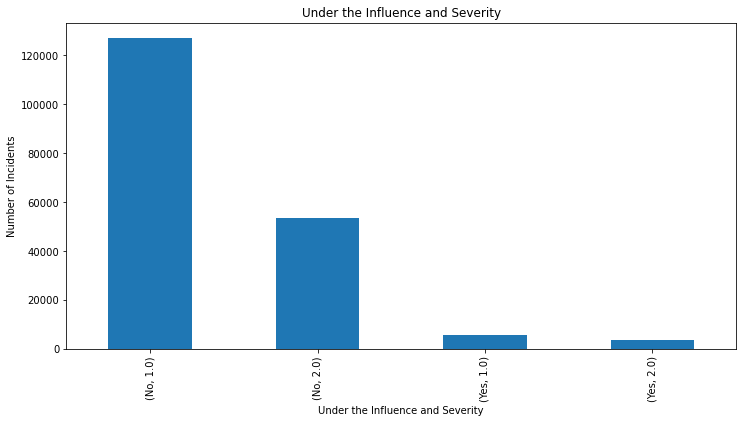 Under the Influence and Severity
Number of Incidents
120000
100000
80000
60000
40000
20000
0
(No, 1.0)
(No, 2.0)
(Yes, 1.0)
(Yes, 2.0)
Under the Influence and Severity